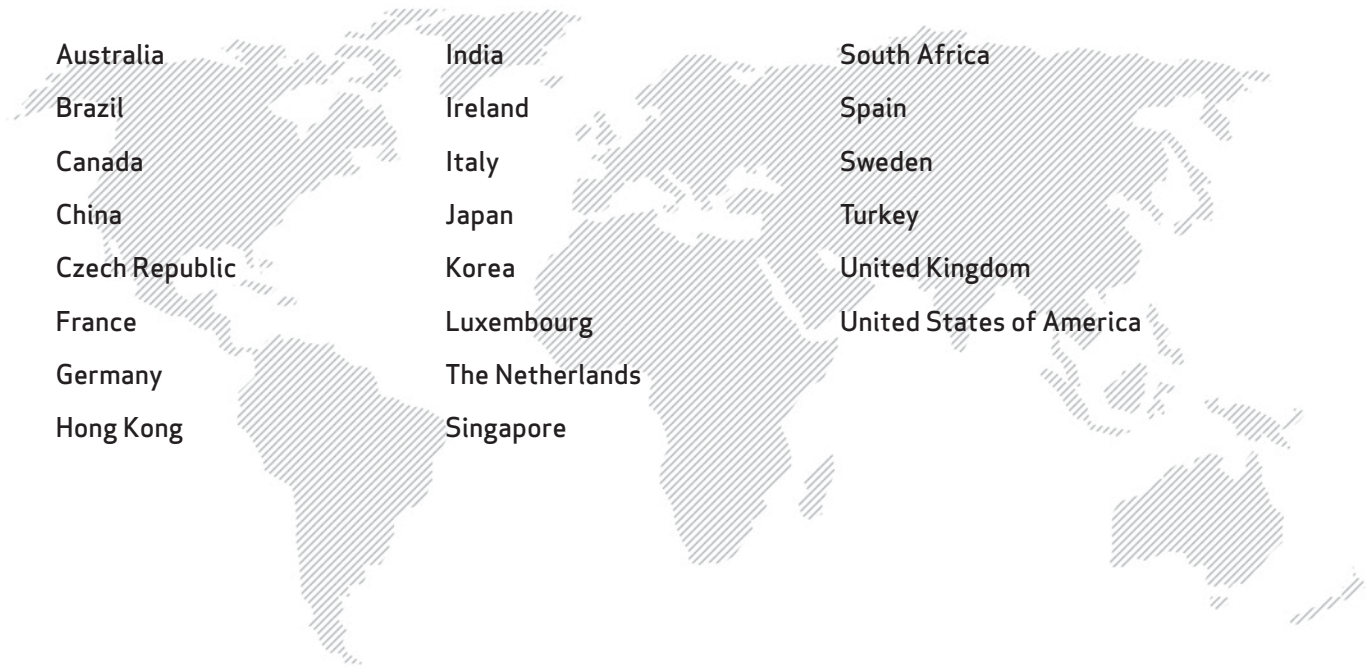 Australia
Brazil
Canada
China
Czech Republic
France
Germany
Hong Kong
India
Ireland
Italy
Japan
Korea
Luxembourg
The Netherlands
Singapore
South Africa
Spain
Sweden
Turkey
United Kingdom
United States of America